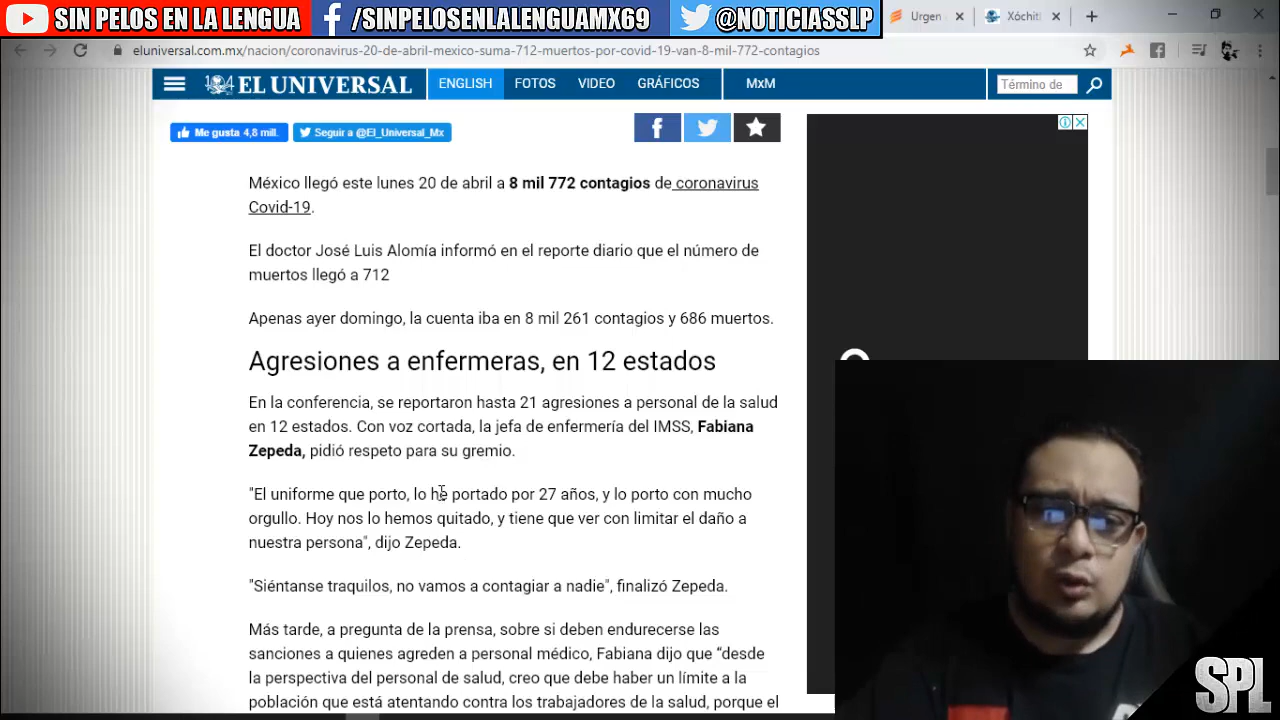 SIN PELOS EN LA LENGUA
/SINPELOSENLALENGUAMX69
@NOTICIASSLP
Urgen
Xóchitl
eluniversal.com.mx/nacion/coronavirus-20-de-abril-mexico-suma-712-muertos-por-covid-19-van-8-mil-772-contagios
104 EL UNIVERSAL
ENGLISH
FOTOS
VIDEO
GRÁFICOS
MxM
Término de
Me gusta 4,8 mill.
Seguir a @El_Universal_Mx
México llegó este lunes 20 de abril a 8 mil 772 contagios de coronavirus
Covid-19.
El doctor José Luis Alomía informó en el reporte diario que el número de
muertos llegó a 712
Apenas ayer domingo, la cuenta iba en 8 mil 261 contagios y 686 muertos.
Agresiones a enfermeras, en 12 estados
En la conferencia, se reportaron hasta 21 agresiones a personal de la salud
en 12 estados. Con voz cortada, la jefa de enfermería del IMSS, Fabiana
Zepeda, pidió respeto para su gremio.
"El uniforme que porto, lo he portado por 27 años, y lo porto con mucho
orgullo. Hoy nos lo hemos quitado, y tiene que ver con limitar el daño a
nuestra persona", dijo Zepeda.
"Siéntanse traquilos, no vamos a contagiar a nadie", finalizó Zepeda.
Más tarde, a pregunta de la prensa, sobre si deben endurecerse las
sanciones a quienes agreden a personal médico, Fabiana dijo que “desde
la perspectiva del personal de salud, creo que debe haber un límite a la
población que está atentando contra los trabajadores de la salud, porque el
SPL